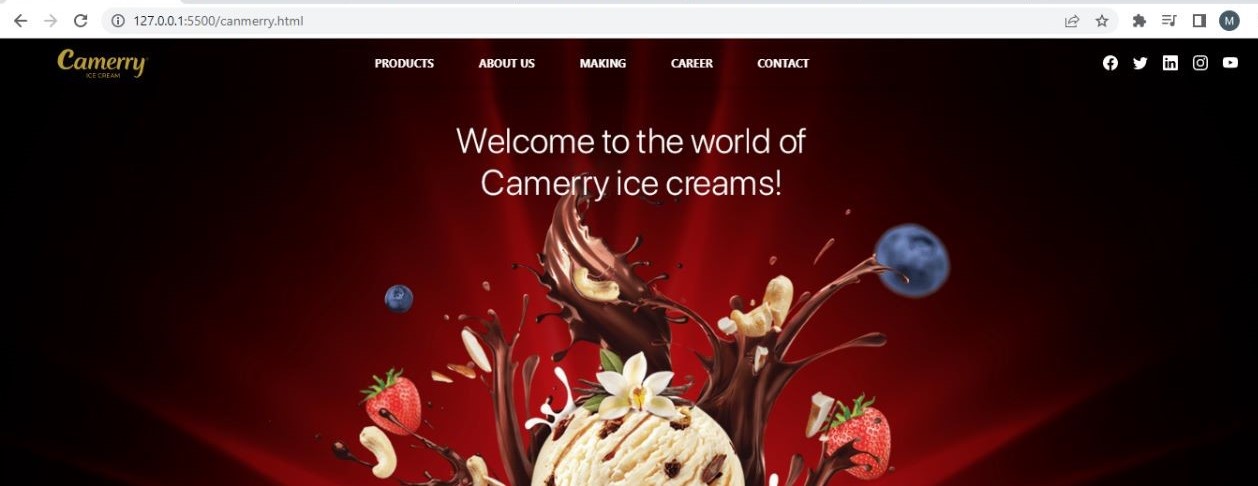 127.0.0.1:5500/canmerry.html
M
Camerry
ICE CREAM
PRODUCTS ABOUT US MAKING CAREER CONTACT
Welcome to the world of
Camerry ice creams!